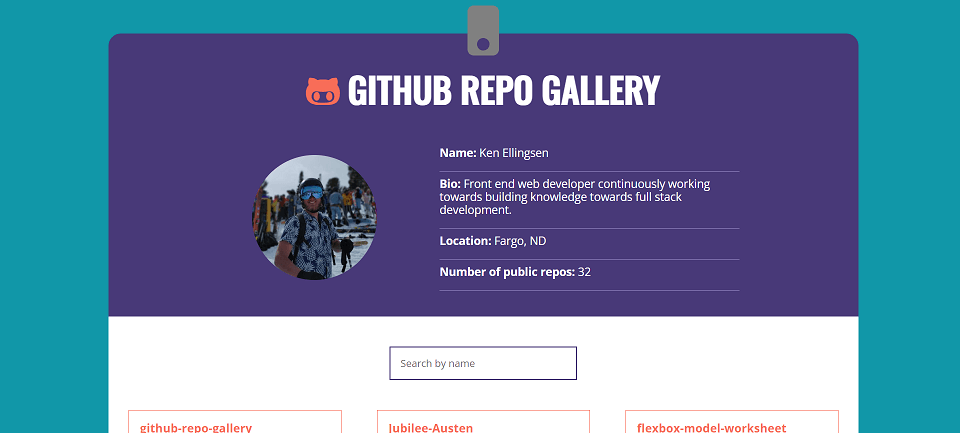 GITHUB REPO GALLERY
Name: Ken Ellingsen
Bio: Front end web developer continuously working
towards building knowledge towards full stack
development.
Location: Fargo, ND
Number of public repos: 32
Search by name
github-repo-gallery
Jubilee-Austen
flexbox-model-worksheet